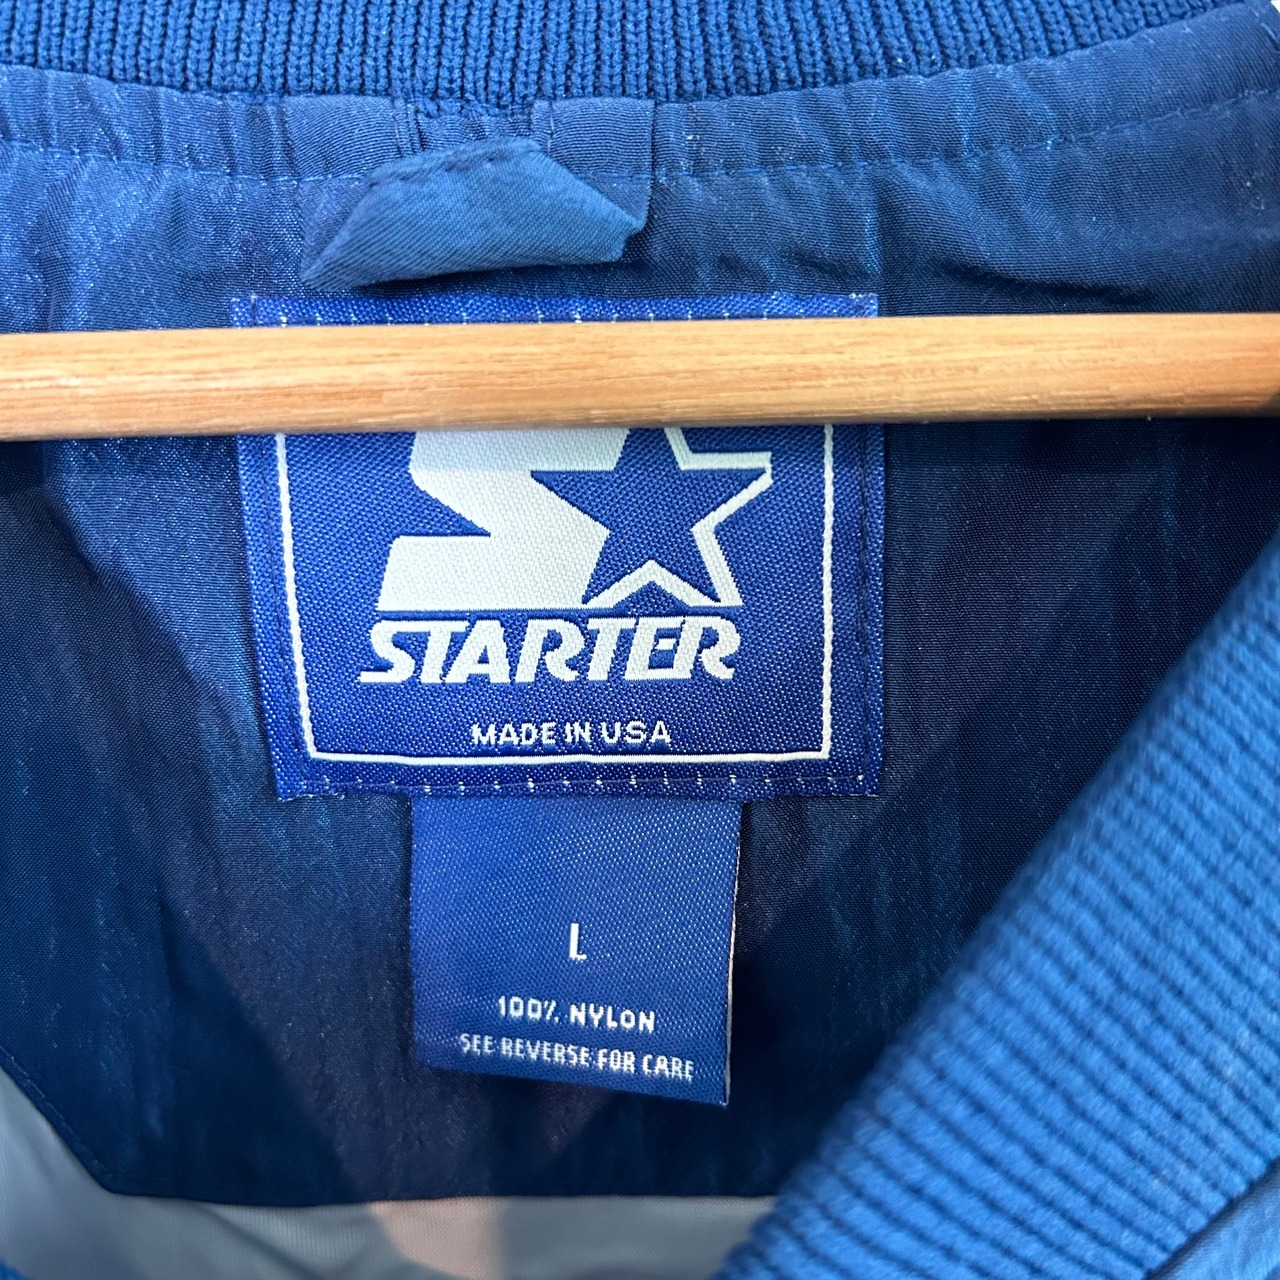 STARTER
MADE IN USA
L
100% NYLON
SEE REVERSE FOR CARE